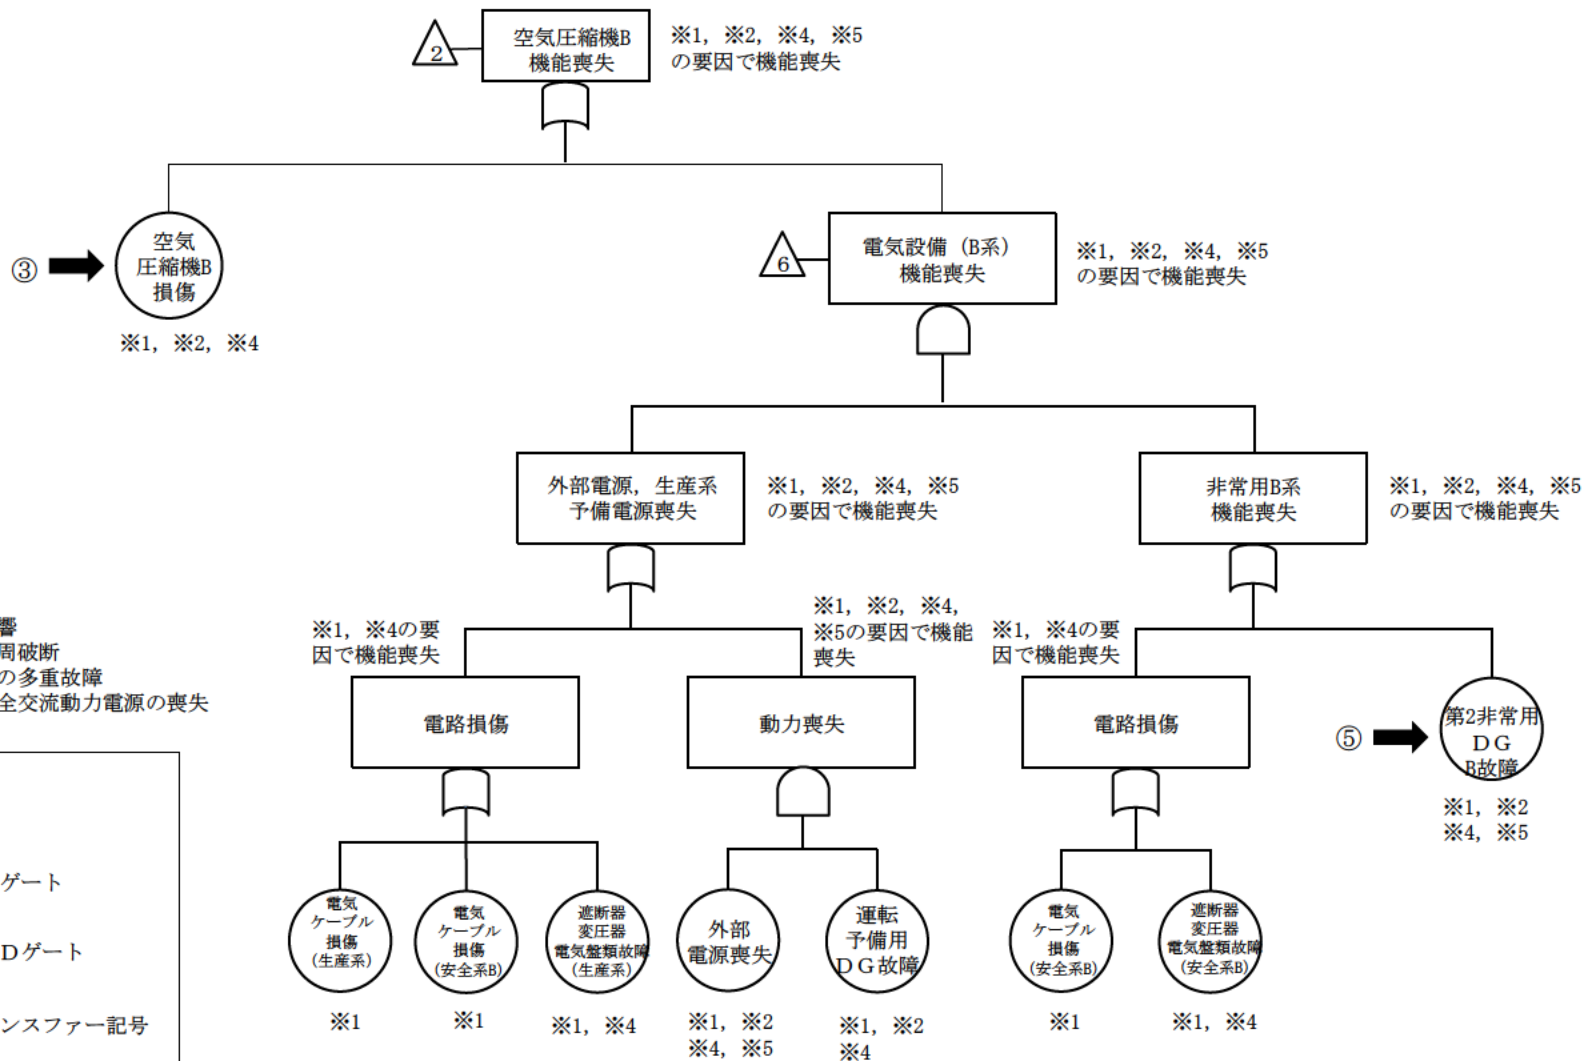 2
空気圧縮機B
機能喪失
※1, ※2, ※4, ※5
の要因で機能喪失
③
空気
圧縮機B
損傷
※1, ※2, ※4
6
電気設備（B系）
機能喪失
※1, ※2, ※4, ※5
の要因で機能喪失
外部電源, 生産系
予備電源喪失
※1, ※2, ※4, ※5
の要因で機能喪失
非常用B系
機能喪失
※1, ※2, ※4, ※5
の要因で機能喪失
響
周破断
の多重故障
全交流動力電源の喪失
※1, ※4の要
因で機能喪失
電路損傷
※1, ※2, ※4,
※5の要因で機能
喪失
動力喪失
※1, ※4の要
因で機能喪失
電路損傷
⑤
第2非常用
DG
B故障
※1, ※2
※4, ※5
電気
ケーブル
損傷
(生産系)
※1
電気
ケーブル
損傷
(安全系B)
※1
遮断器
変圧器
電気盤類故障
(生産系)
※1, ※4
外部
電源喪失
※1, ※2
※4, ※5
運転
予備用
DG故障
※1, ※2
※4
電気
ケーブル
損傷
(安全系B)
※1
遮断器
変圧器
電気盤類故障
(安全系B)
※1, ※4
ゲート
Dゲート
ンスファー記号